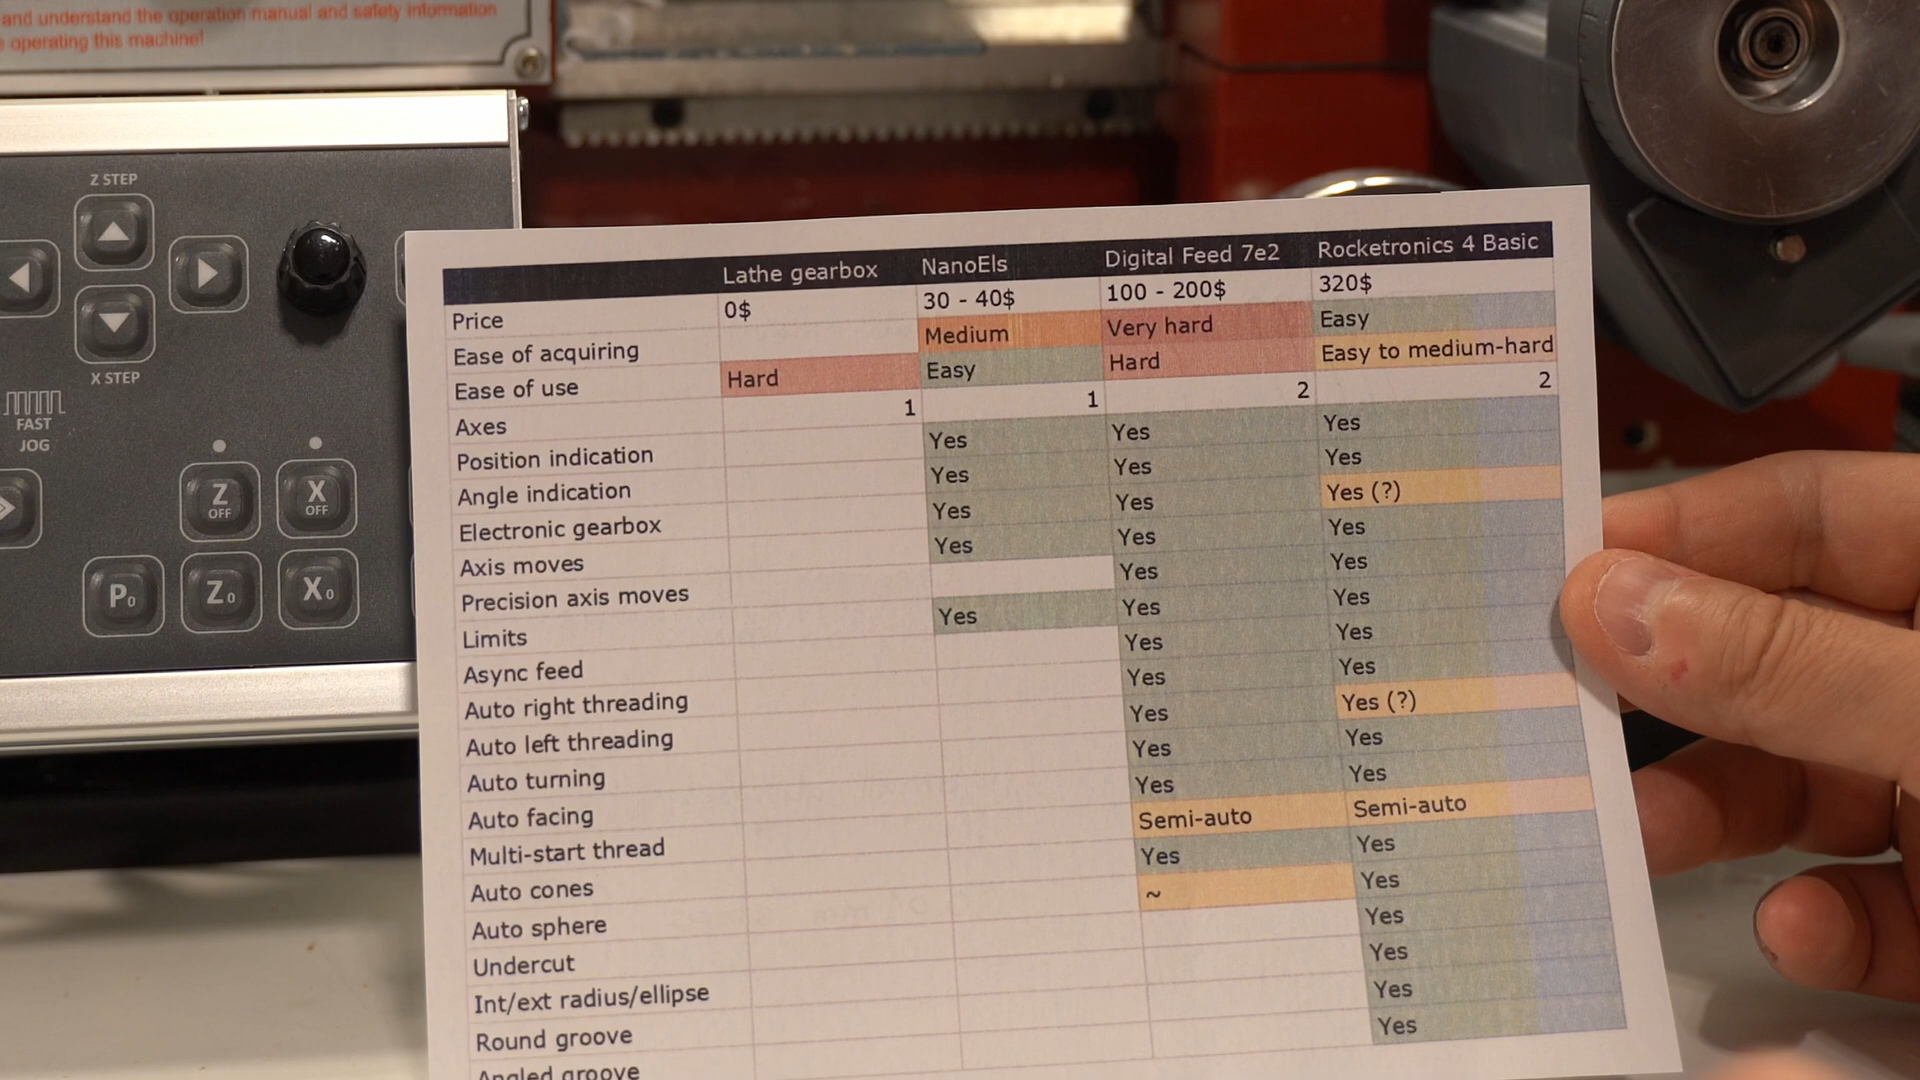 and understand the operation manual and safety information
operating this machine!
Z STEP
X STEP
FAST
JOG
Z OFF
X OFF
P0
Z0
X0
Lathe gearbox NanoEls Digital Feed 7e2 Rocketronics 4 Basic
Price 0$ 30 - 40$ 100 - 200$ 320$
Ease of acquiring Medium Very hard Easy
Ease of use Hard Easy Hard Easy to medium-hard
Axes 1 1 2 2
Position indication Yes Yes Yes
Angle indication Yes Yes Yes
Electronic gearbox Yes Yes Yes (?)
Axis moves Yes Yes Yes
Precision axis moves Yes Yes
Limits Yes Yes Yes
Async feed Yes Yes
Auto right threading Yes Yes
Auto left threading Yes Yes (?)
Auto turning Yes Yes
Auto facing Yes Yes
Multi-start thread Semi-auto Semi-auto
Auto cones Yes Yes
Auto sphere ~ Yes
Undercut Yes
Int/ext radius/ellipse Yes
Round groove Yes
Angled groove Yes